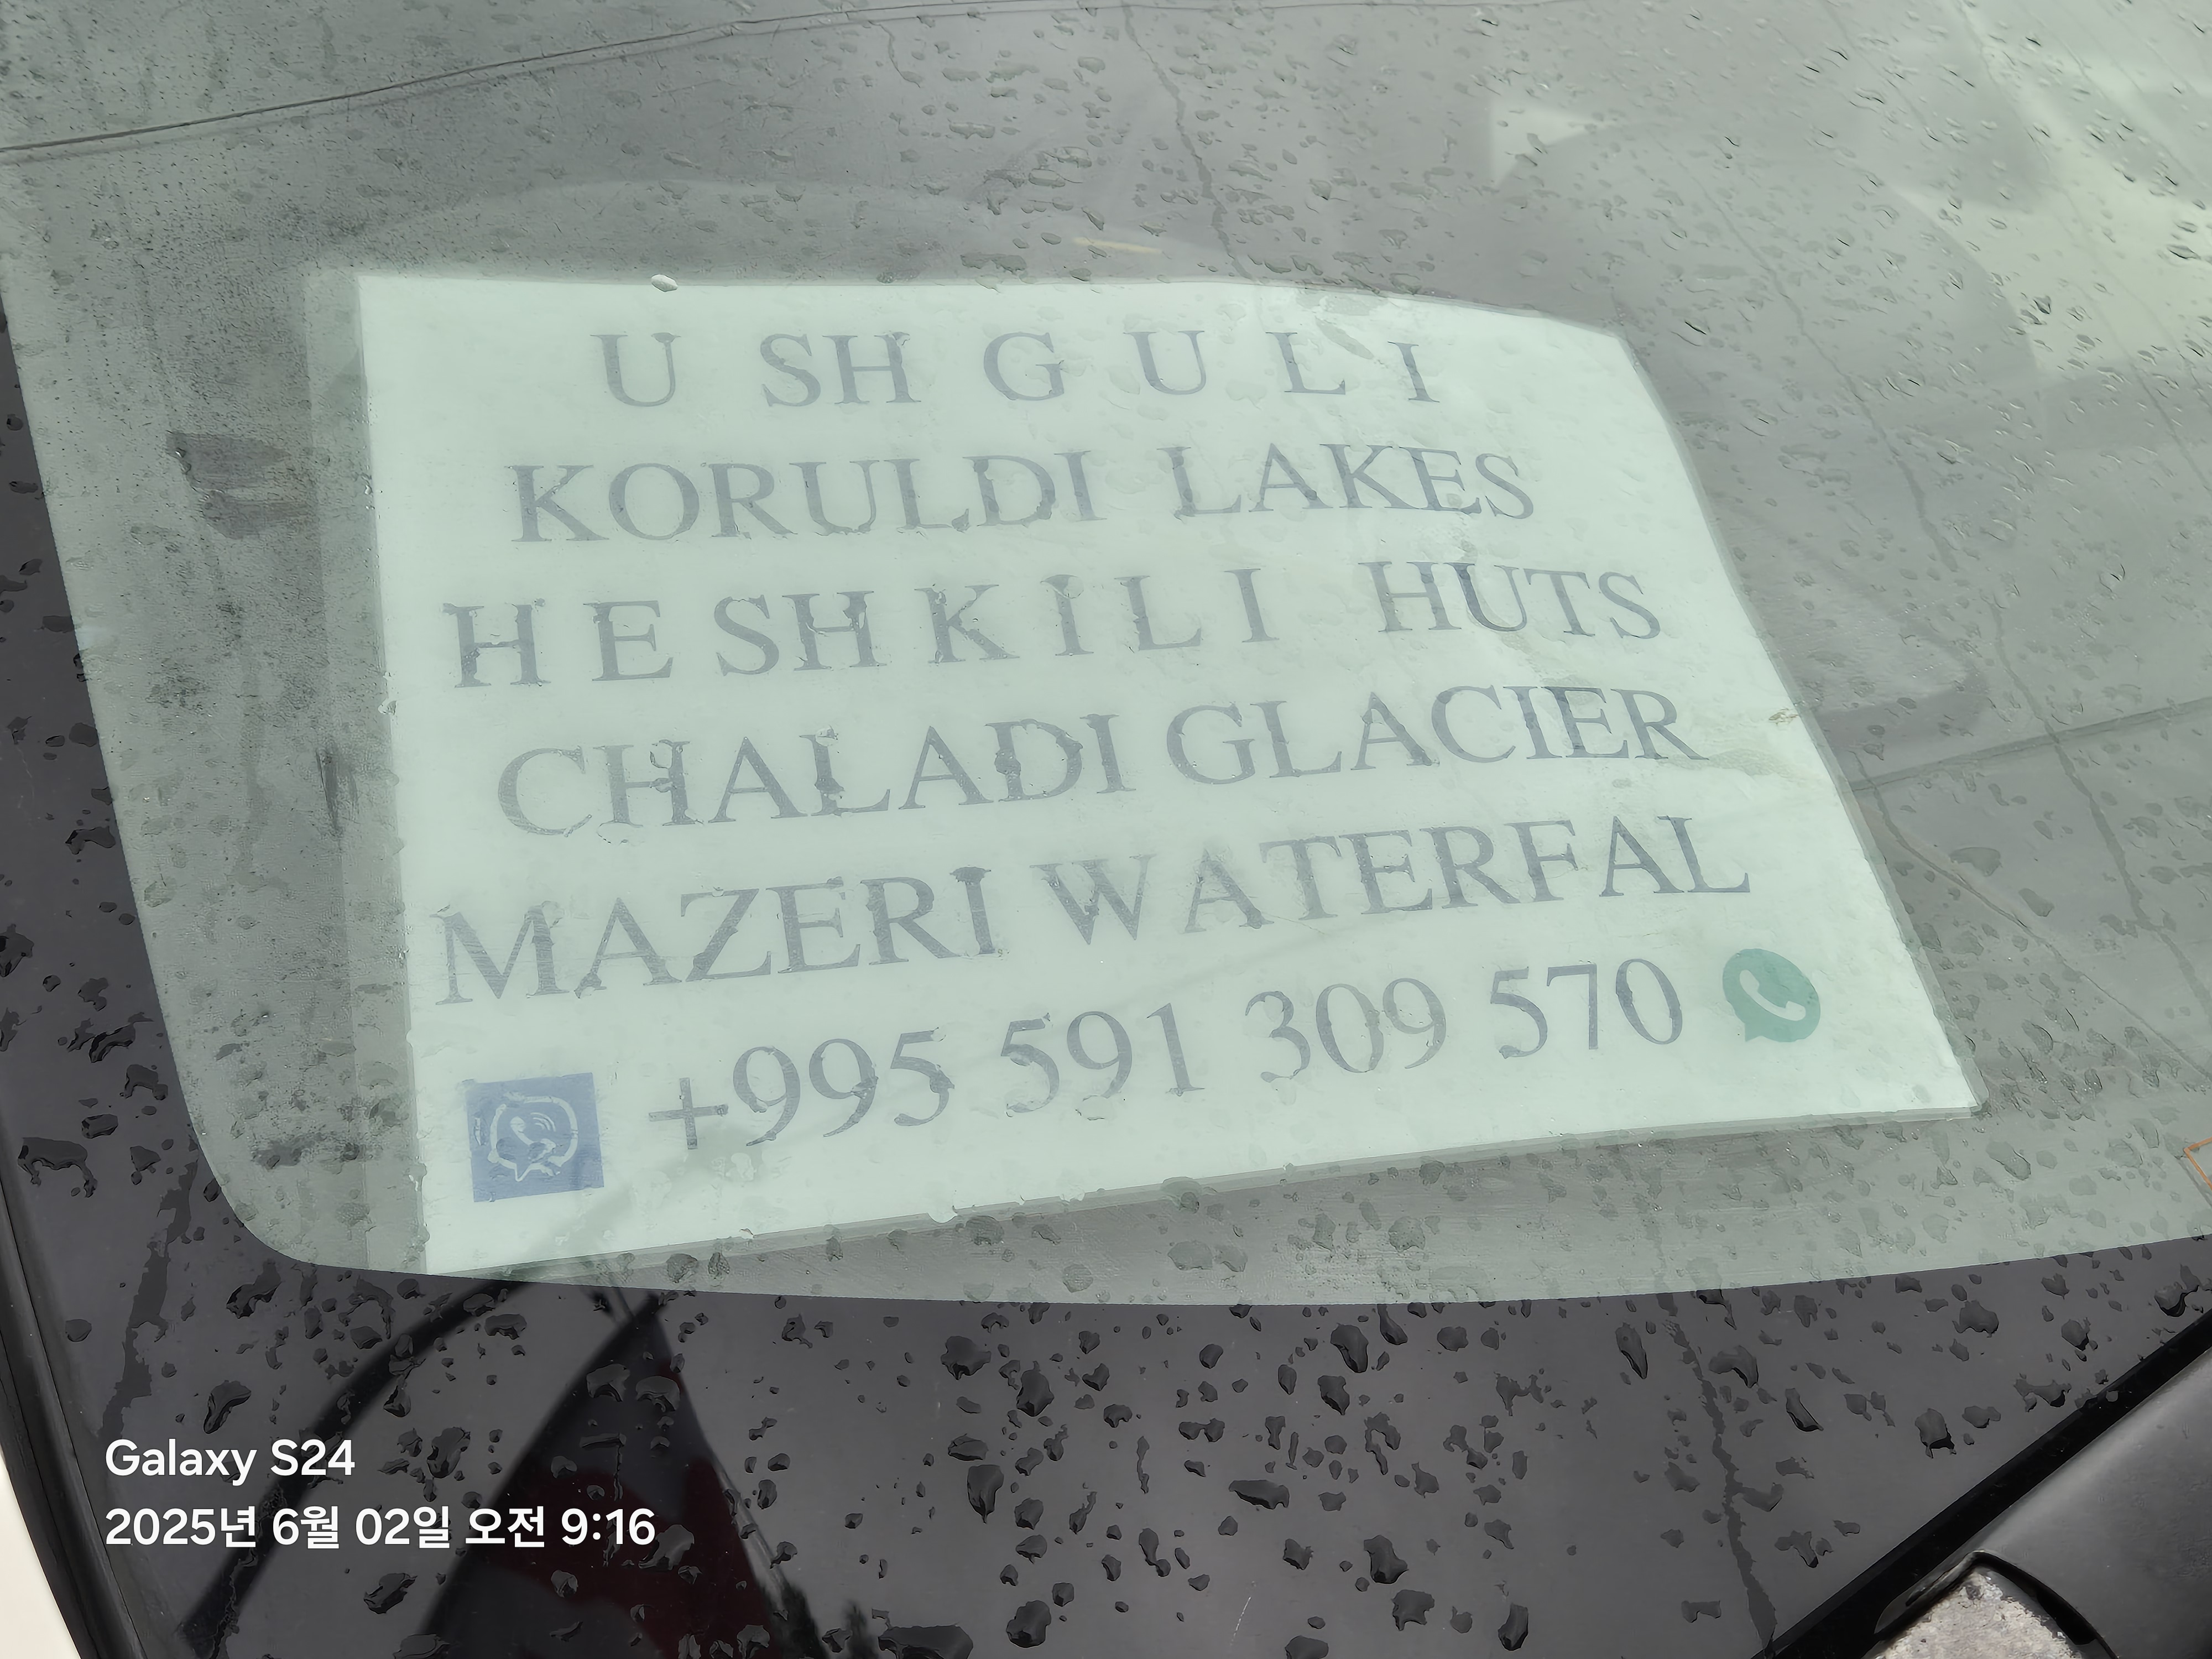 U SH G U L I
KORULDI LAKES
H E SH K I L I HUTS
CHALADI GLACIER
MAZERI WATERFAL
+995 591 309 570
Galaxy S24
2025년 6월 02일 오전 9:16